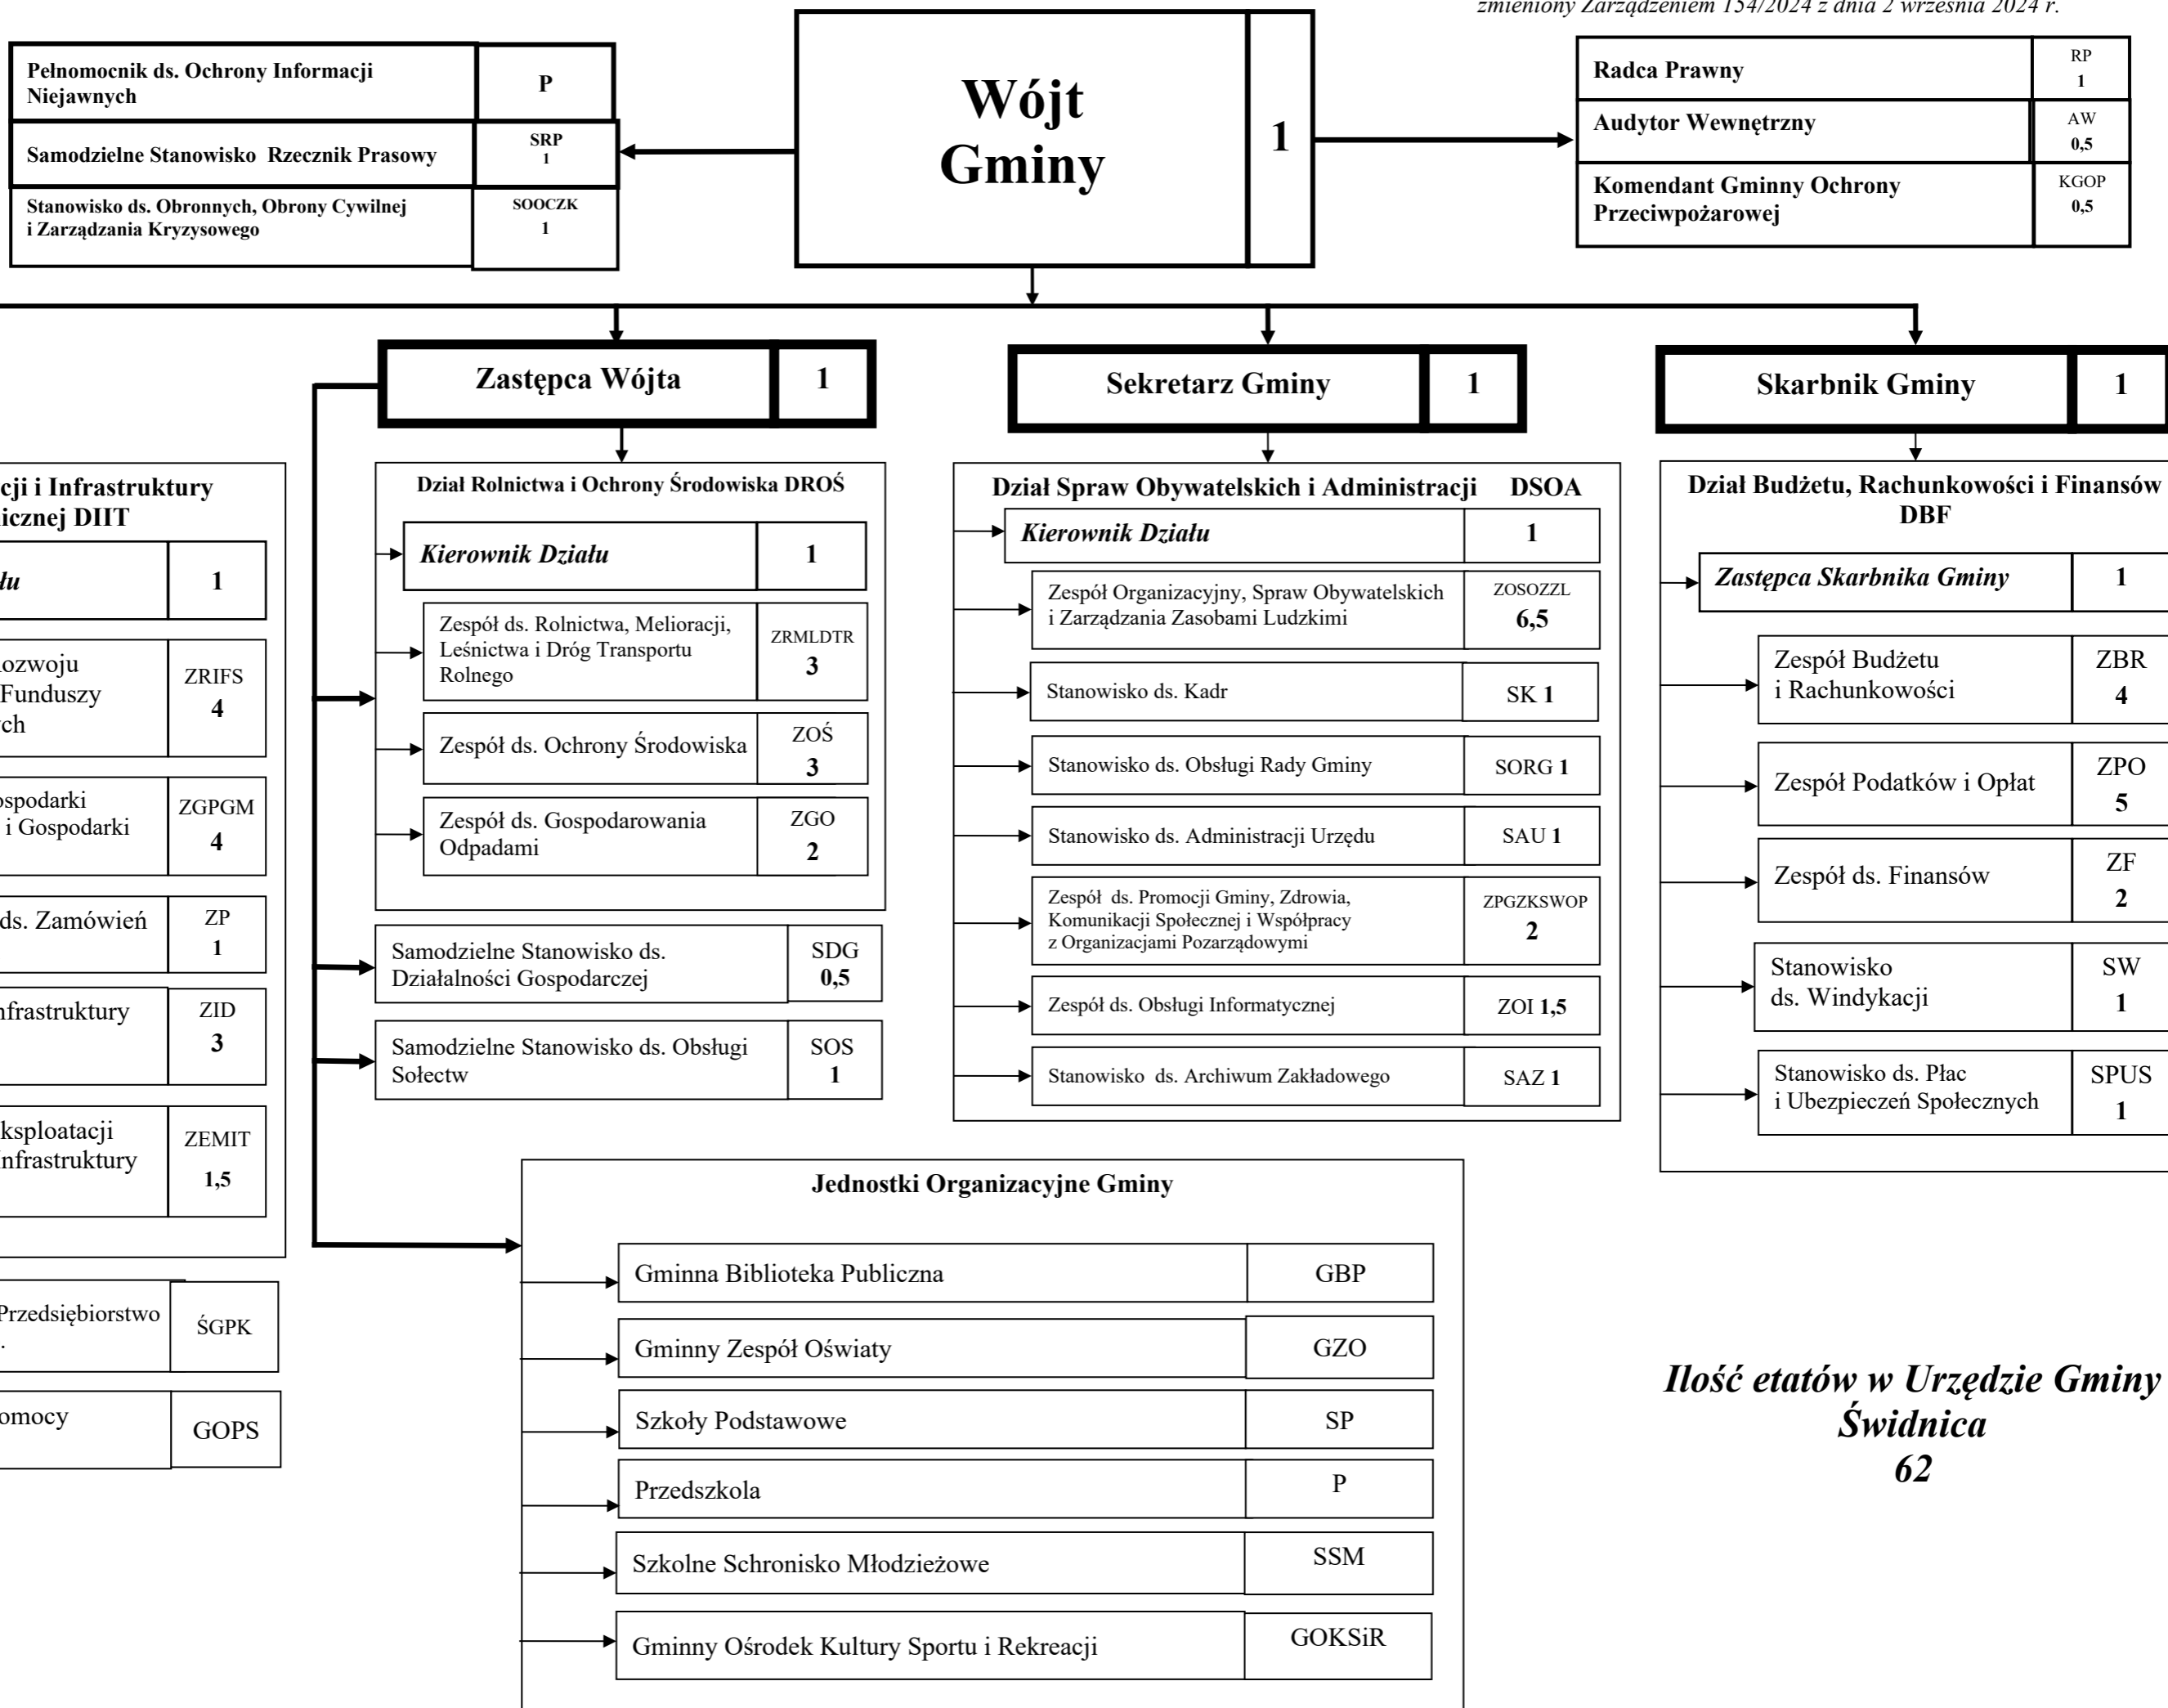 zmieniony Zarządzeniem 154/2024 z dnia 2 września 2024 r.
Pełnomocnik ds. Ochrony Informacji
Niejawnych
P
Samodzielne Stanowisko Rzecznik Prasowy
SRP
1
Stanowisko ds. Obronnych, Obrony Cywilnej
i Zarządzania Kryzysowego
SOOCZK
1
Wójt
Gminy
1
Radca Prawny
RP
1
Audytor Wewnętrzny
AW
0,5
Komendant Gminny Ochrony
Przeciwpożarowej
KGOP
0,5
Zastępca Wójta
1
Sekretarz Gminy
1
Skarbnik Gminy
1
cji i Infrastruktury
icznej DIIT
łu
1
ozwoju
Funduszy
ych
ZRIFS
4
ospodarki
i Gospodarki
ZGPGM
4
ds. Zamówień
ZP
1
nfrastruktury
ZID
3
ksploatacji
nfrastruktury
ZEMIT
1,5
Przedsiębiorstwo
.
ŚGPK
omocy
GOPS
Dział Rolnictwa i Ochrony Środowiska DROŚ
Kierownik Działu
1
Zespół ds. Rolnictwa, Melioracji,
Leśnictwa i Dróg Transportu
Rolnego
ZRMLDTR
3
Zespół ds. Ochrony Środowiska
ZOŚ
3
Zespół ds. Gospodarowania
Odpadami
ZGO
2
Samodzielne Stanowisko ds.
Działalności Gospodarczej
SDG
0,5
Samodzielne Stanowisko ds. Obsługi
Sołectw
SOS
1
Dział Spraw Obywatelskich i Administracji DSOA
Kierownik Działu
1
Zespół Organizacyjny, Spraw Obywatelskich
i Zarządzania Zasobami Ludzkimi
ZOSOZZL
6,5
Stanowisko ds. Kadr
SK 1
Stanowisko ds. Obsługi Rady Gminy
SORG 1
Stanowisko ds. Administracji Urzędu
SAU 1
Zespół ds. Promocji Gminy, Zdrowia,
Komunikacji Społecznej i Współpracy
z Organizacjami Pozarządowymi
ZPGZKSWOP
2
Zespół ds. Obsługi Informatycznej
ZOI 1,5
Stanowisko ds. Archiwum Zakładowego
SAZ 1
Dział Budżetu, Rachunkowości i Finansów
DBF
Zastępca Skarbnika Gminy
1
Zespół Budżetu
i Rachunkowości
ZBR
4
Zespół Podatków i Opłat
ZPO
5
Zespół ds. Finansów
ZF
2
Stanowisko
ds. Windykacji
SW
1
Stanowisko ds. Płac
i Ubezpieczeń Społecznych
SPUS
1
Jednostki Organizacyjne Gminy
Gminna Biblioteka Publiczna
GBP
Gminny Zespół Oświaty
GZO
Szkoły Podstawowe
SP
Przedszkola
P
Szkolne Schronisko Młodzieżowe
SSM
Gminny Ośrodek Kultury Sportu i Rekreacji
GOKSiR
Ilość etatów w Urzędzie Gminy
Świdnica
62